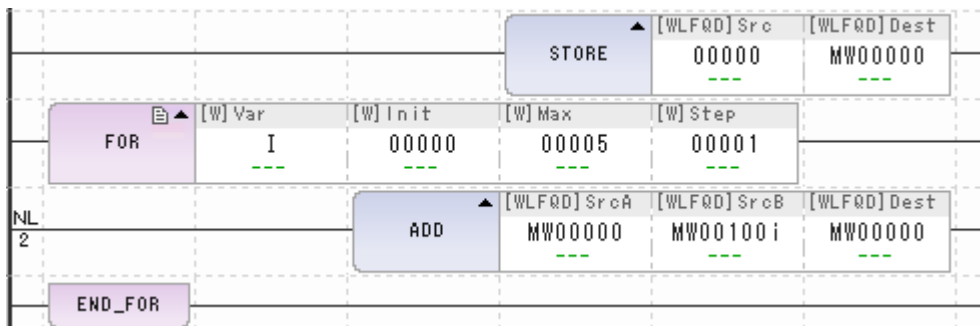 [WLFQD]Src [WLFQD]Dest
STORE 00000 MW00000
--- ---
[W]Var [W]Init [W]Max [W]Step
FOR I 00000 00005 00001
--- --- --- ---
[WLFQD]SrcA [WLFQD]SrcB [WLFQD]Dest
NL
2
ADD MW00000 MW00100i MW00000
--- --- ---
END_FOR